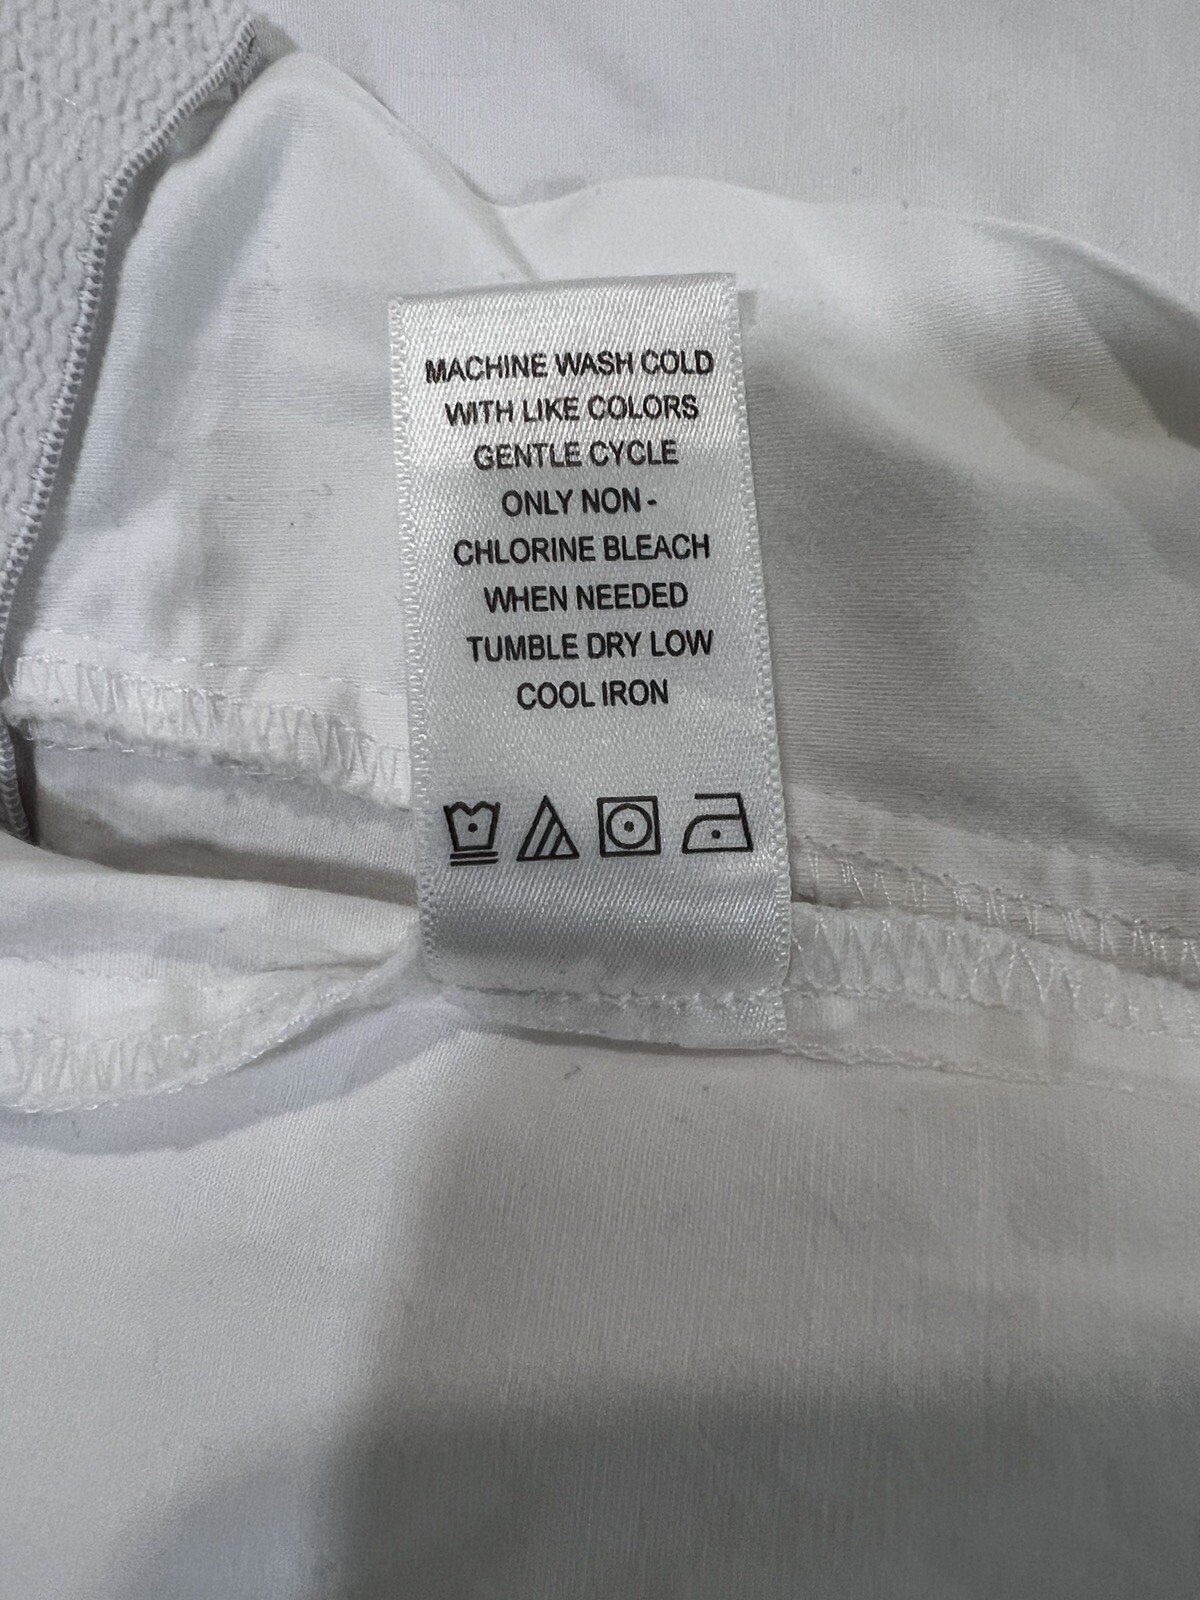 MACHINE WASH COLD
WITH LIKE COLORS
GENTLE CYCLE
ONLY NON -
CHLORINE BLEACH
WHEN NEEDED
TUMBLE DRY LOW
COOL IRON